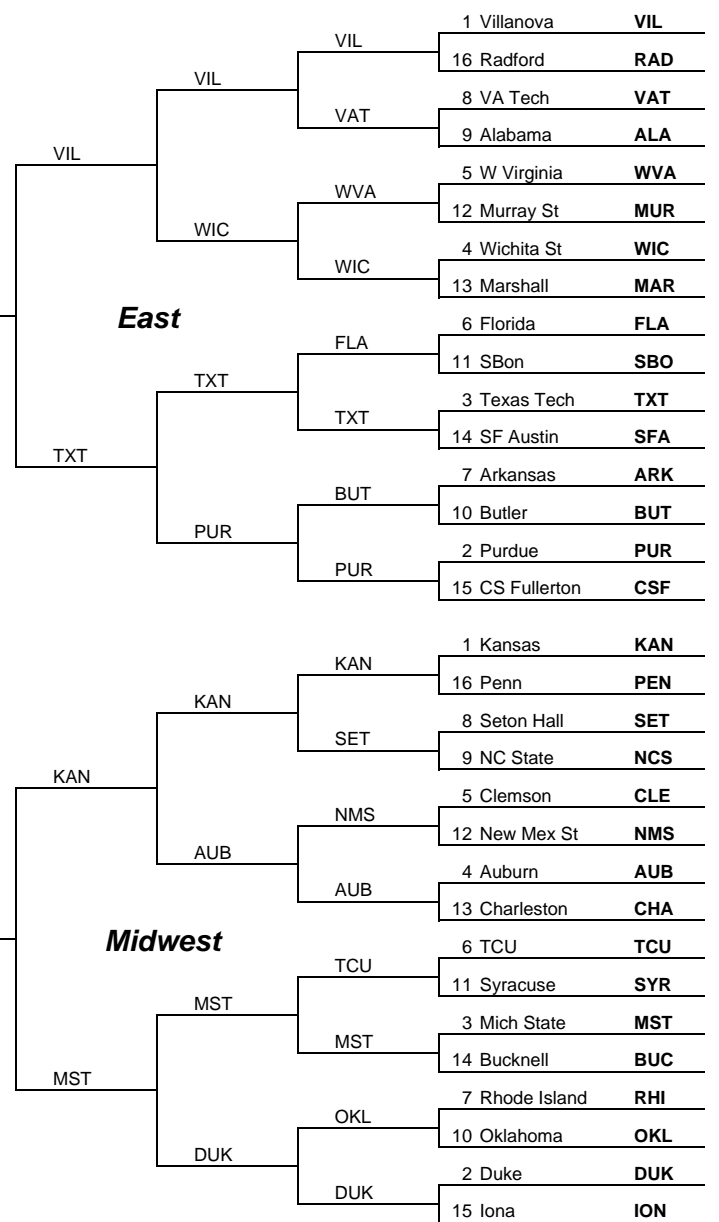 1 Villanova VIL
VIL
16 Radford RAD
VIL
8 VA Tech VAT
VAT
9 Alabama ALA
VIL
5 W Virginia WVA
WVA
12 Murray St MUR
WIC
4 Wichita St WIC
WIC
13 Marshall MAR
East
6 Florida FLA
FLA
11 SBon SBO
TXT
3 Texas Tech TXT
TXT
14 SF Austin SFA
TXT
7 Arkansas ARK
BUT
10 Butler BUT
PUR
2 Purdue PUR
PUR
15 CS Fullerton CSF
1 Kansas KAN
KAN
16 Penn PEN
KAN
8 Seton Hall SET
SET
9 NC State NCS
KAN
5 Clemson CLE
NMS
12 New Mex St NMS
AUB
4 Auburn AUB
AUB
13 Charleston CHA
Midwest
6 TCU TCU
TCU
11 Syracuse SYR
MST
3 Mich State MST
MST
14 Bucknell BUC
MST
7 Rhode Island RHI
OKL
10 Oklahoma OKL
DUK
2 Duke DUK
DUK
15 Iona ION